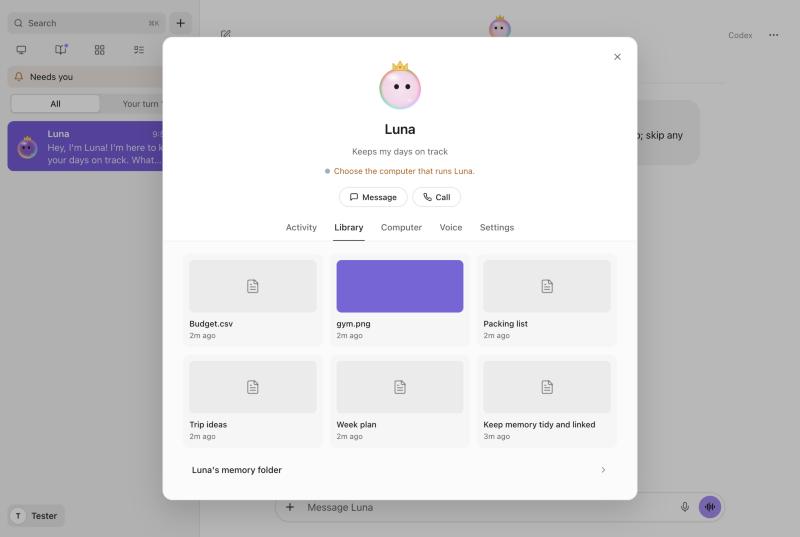 Search
⌘K
Needs you
All
Your turn
Luna
Hey, I'm Luna! I'm here to
your days on track. What...
T
Tester
Codex
skip any
Message Luna
Luna
Keeps my days on track
Choose the computer that runs Luna.
Message
Call
Activity
Library
Computer
Voice
Settings
Budget.csv
2m ago
gym.png
2m ago
Packing list
2m ago
Trip ideas
2m ago
Week plan
2m ago
Keep memory tidy and linked
3m ago
Luna's memory folder